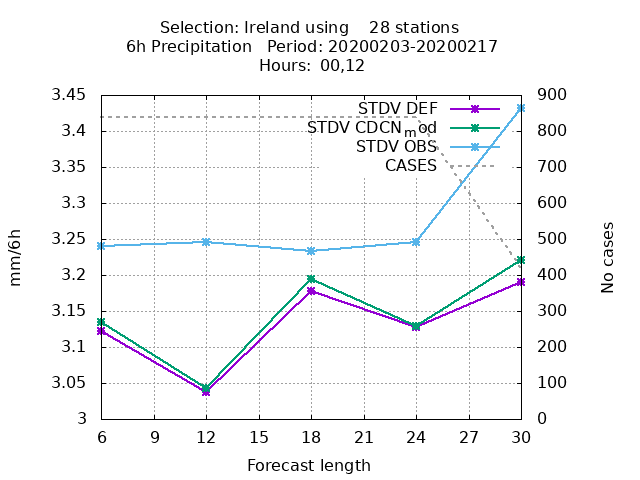 Selection: Ireland using 28 stations
6h Precipitation Period: 20200203-20200217
Hours: 00,12
3.45 STDV DEF 900
3.4 STDV CDCN_mod 800
STDV OBS
3.35 CASES 700
3.3 600
3.25 500
3.2 400
3.15 300
3.1 200
3.05 100
3 0
mm/6h
No cases
6 9 12 15 18 21 24 27 30
Forecast length